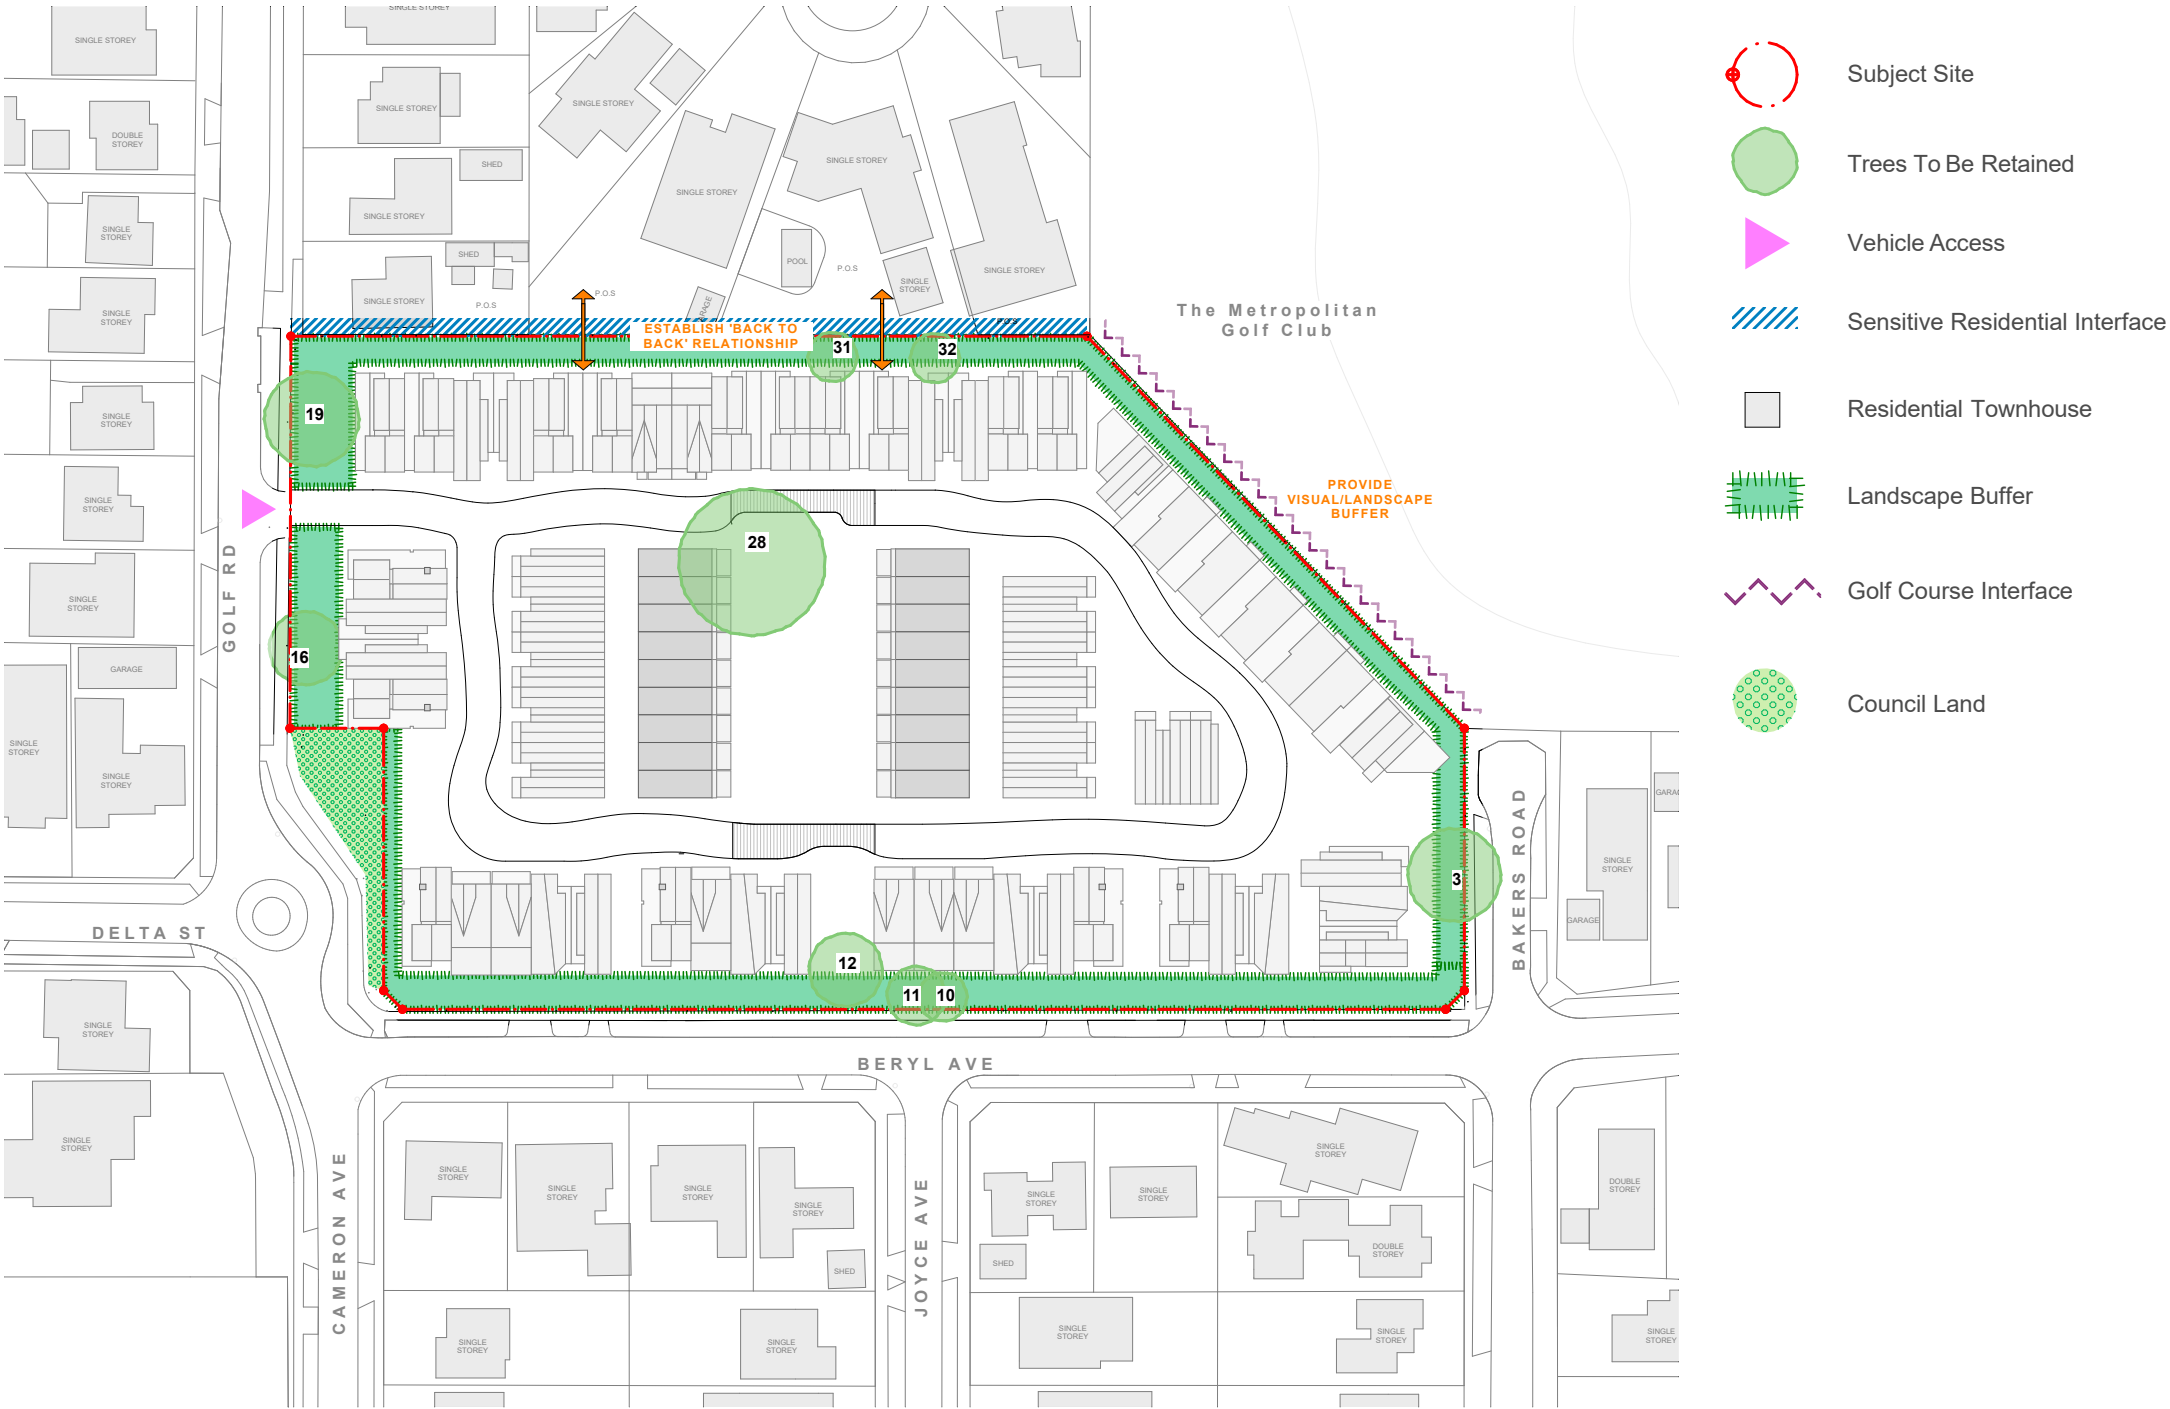 SINGLE STOREY
SINGLE STOREY
SINGLE STOREY
SINGLE STOREY
DOUBLE
STOREY
SHED
SINGLE STOREY
SINGLE STOREY
SINGLE STOREY
SINGLE
STOREY
SHED
POOL
P.O.S
SINGLE STOREY
SINGLE
STOREY
SINGLE STOREY
P.O.S
P.O.S
SINGLE
STOREY
P.O.S
The Metropolitan
Golf Club
ESTABLISH 'BACK TO
BACK' RELATIONSHIP
31
32
19
SINGLE
STOREY
SINGLE
STOREY
PROVIDE
VISUAL/LANDSCAPE
BUFFER
28
GOLF RD
SINGLE
STOREY
16
GARAGE
SINGLE
STOREY
SINGLE
STOREY
3
BAKERS ROAD
SINGLE
STOREY
GARAGE
12
11
10
DELTA ST
SINGLE
STOREY
BERYL AVE
SINGLE
STOREY
CAMERON AVE
SINGLE
STOREY
SINGLE
STOREY
SINGLE
STOREY
SINGLE
STOREY
SHED
JOYCE AVE
SINGLE
STOREY
SHED
SINGLE
STOREY
SINGLE
STOREY
DOUBLE
STOREY
DOUBLE
STOREY
SINGLE
STOREY
SINGLE
STOREY
SINGLE
STOREY
SINGLE
STOREY
SINGLE
STOREY
Subject Site
Trees To Be Retained
Vehicle Access
Sensitive Residential Interface
Residential Townhouse
Landscape Buffer
Golf Course Interface
Council Land